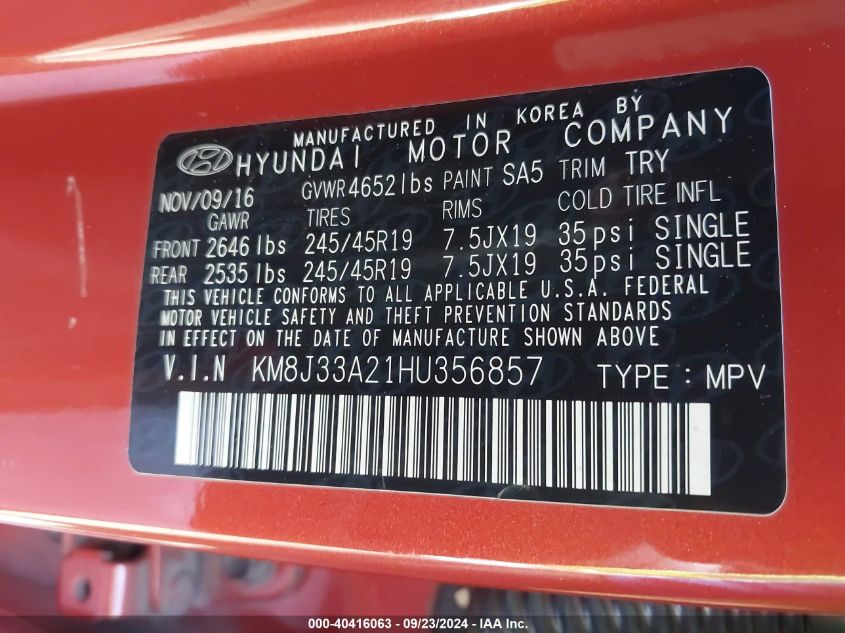 MANUFACTURED IN KOREA BY
HYUNDAI MOTOR COMPANY
NOV/09/16 GVWR 4652 lbs PAINT SA5 TRIM TRY
GAWR TIRES RIMS COLD TIRE INFL
FRONT 2646 lbs 245/45R19 7.5JX19 35psi SINGLE
REAR 2535 lbs 245/45R19 7.5JX19 35psi SINGLE
THIS VEHICLE CONFORMS TO ALL APPLICABLE U.S.A. FEDERAL
MOTOR VEHICLE SAFETY AND THEFT PREVENTION STANDARDS
IN EFFECT ON THE DATE OF MANUFACTURE SHOWN ABOVE
V.I.N KM8J33A21HU356857 TYPE : MPV
000-40416063 - 09/23/2024 - IAA Inc.